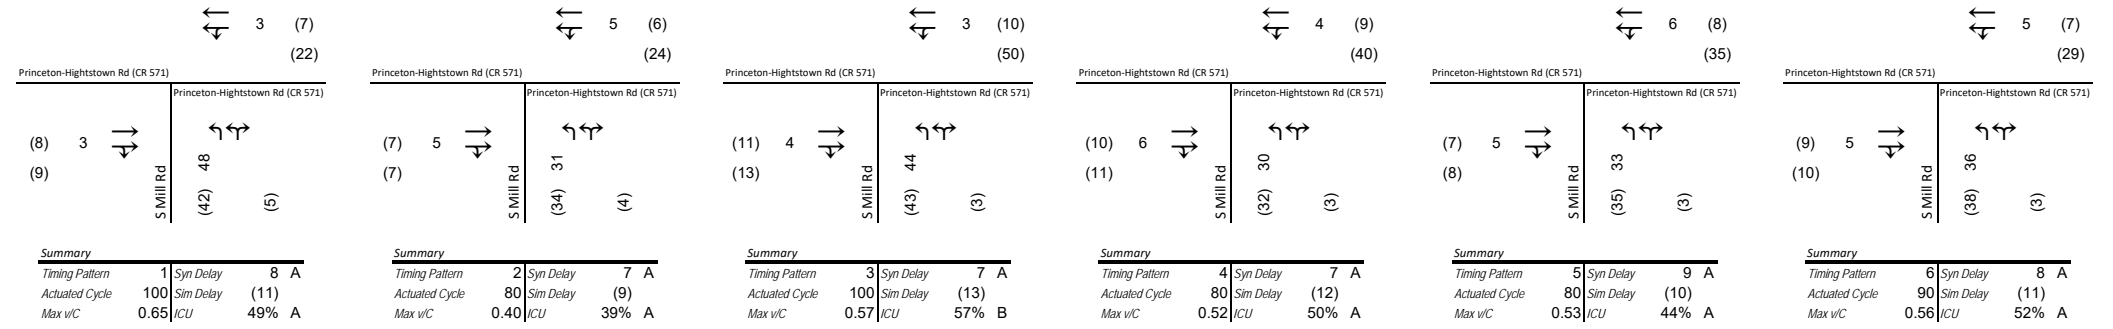 3 (7)
(22)
Princeton-Hightstown Rd (CR 571)
Princeton-Hightstown Rd (CR 571)
(8) 3
(9)
S Mill Rd
(42) 48
(5)
Summary
Timing Pattern 1 Syn Delay 8 A
Actuated Cycle 100 Sim Delay (11)
Max v/C 0.65 ICU 49% A
5 (6)
(24)
Princeton-Hightstown Rd (CR 571)
Princeton-Hightstown Rd (CR 571)
(7) 5
(7)
S Mill Rd
(34) 31
(4)
Summary
Timing Pattern 2 Syn Delay 7 A
Actuated Cycle 80 Sim Delay (9)
Max v/C 0.40 ICU 39% A
3 (10)
(50)
Princeton-Hightstown Rd (CR 571)
Princeton-Hightstown Rd (CR 571)
(11) 4
(13)
S Mill Rd
(43) 44
(3)
Summary
Timing Pattern 3 Syn Delay 7 A
Actuated Cycle 100 Sim Delay (13)
Max v/C 0.57 ICU 57% B
4 (9)
(40)
Princeton-Hightstown Rd (CR 571)
Princeton-Hightstown Rd (CR 571)
(10) 6
(11)
S Mill Rd
(32) 30
(3)
Summary
Timing Pattern 4 Syn Delay 7 A
Actuated Cycle 80 Sim Delay (12)
Max v/C 0.52 ICU 50% A
6 (8)
(35)
Princeton-Hightstown Rd (CR 571)
Princeton-Hightstown Rd (CR 571)
(7) 5
(8)
S Mill Rd
(35) 33
(3)
Summary
Timing Pattern 5 Syn Delay 9 A
Actuated Cycle 80 Sim Delay (10)
Max v/C 0.53 ICU 44% A
5 (7)
(29)
Princeton-Hightstown Rd (CR 571)
Princeton-Hightstown Rd (CR 571)
(9) 5
(10)
S Mill Rd
(38) 36
(3)
Summary
Timing Pattern 6 Syn Delay 8 A
Actuated Cycle 90 Sim Delay (11)
Max v/C 0.56 ICU 52% A